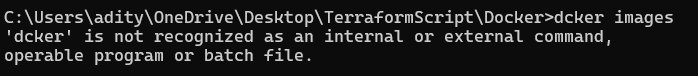 C:\Users\adity\OneDrive\Desktop\TerraformScript\Docker>dcker images
'dcker' is not recognized as an internal or external command,
operable program or batch file.